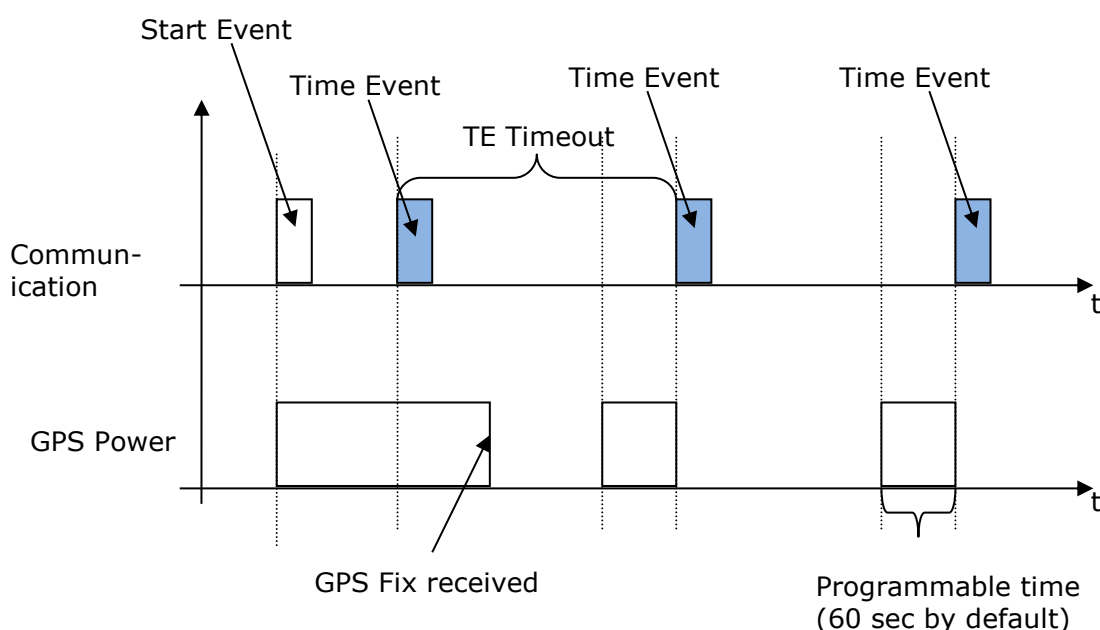 Start Event
Time Event
Time Event
Time Event
TE Timeout
Commun-
ication
t
GPS Power
t
GPS Fix received
Programmable time
(60 sec by default)